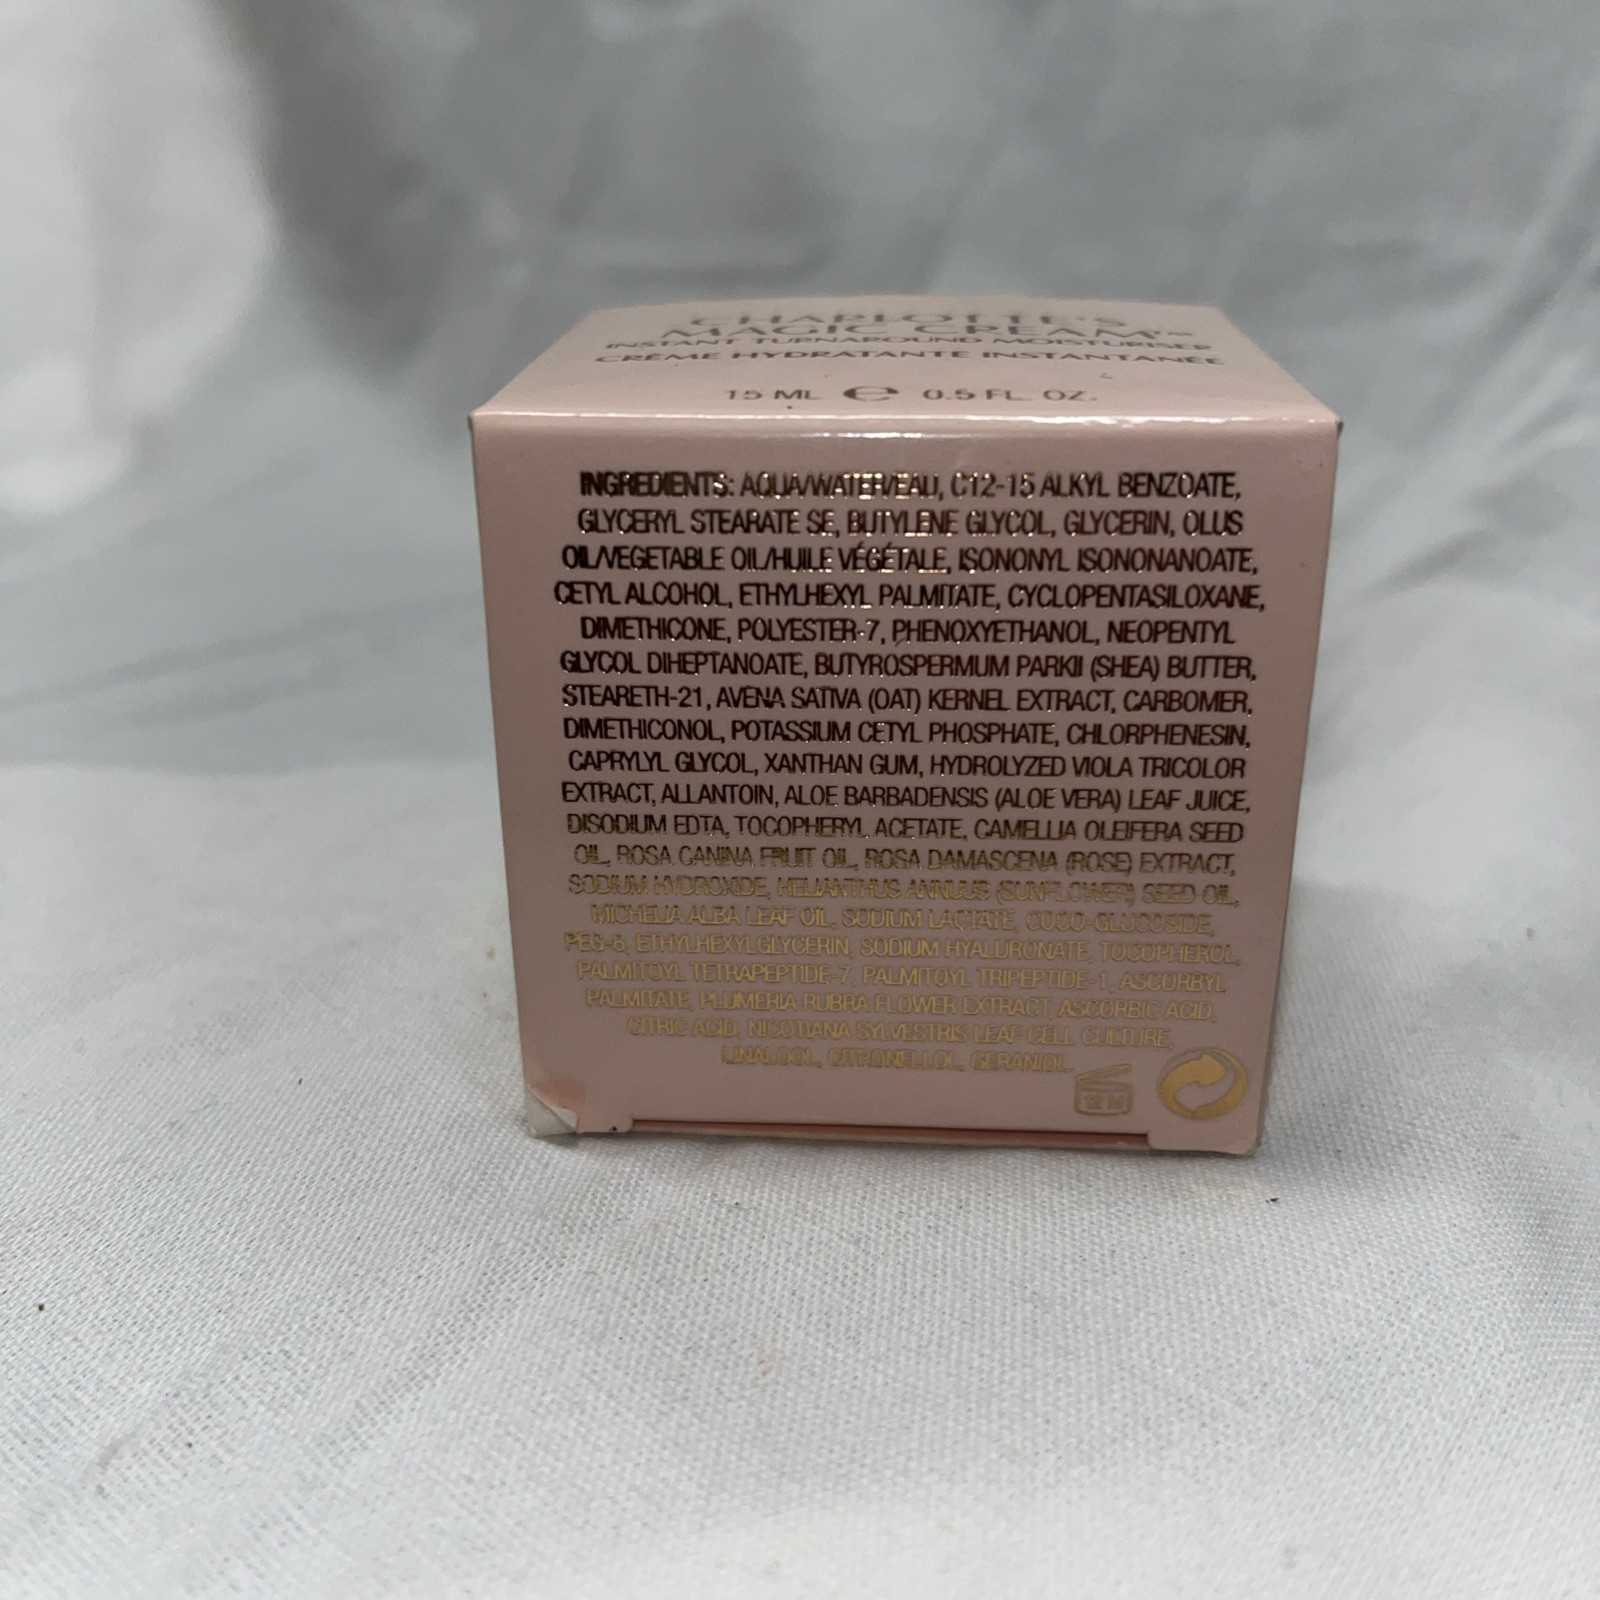 CHARLOTTE'S
MAGIC CREAM™
INSTANT TURNAROUND MOISTURISER
CRÈME HYDRATANTE INSTANTANÉE
15 ML ℮ 0.5 FL. OZ.
INGREDIENTS: AQUA/WATER/EAU, C12-15 ALKYL BENZOATE,
GLYCERYL STEARATE SE, BUTYLENE GLYCOL, GLYCERIN, OLUS
OIL/VEGETABLE OIL/HUILE VÉGÉTALE, ISONONYL ISONONANOATE,
CETYL ALCOHOL, ETHYLHEXYL PALMITATE, CYCLOPENTASILOXANE,
DIMETHICONE, POLYESTER-7, PHENOXYETHANOL, NEOPENTYL
GLYCOL DIHEPTANOATE, BUTYROSPERMUM PARKII (SHEA) BUTTER,
STEARETH-21, AVENA SATIVA (OAT) KERNEL EXTRACT, CARBOMER,
DIMETHICONOL, POTASSIUM CETYL PHOSPHATE, CHLORPHENESIN,
CAPRYLYL GLYCOL, XANTHAN GUM, HYDROLYZED VIOLA TRICOLOR
EXTRACT, ALLANTOIN, ALOE BARBADENSIS (ALOE VERA) LEAF JUICE,
DISODIUM EDTA, TOCOPHERYL ACETATE, CAMELLIA OLEIFERA SEED
OIL, ROSA CANINA FRUIT OIL, ROSA DAMASCENA (ROSE) EXTRACT,
SODIUM HYDROXIDE, HELIANTHUS ANNUUS (SUNFLOWER) SEED OIL,
MICHELIA ALBA LEAF OIL, SODIUM LACTATE, COCO-GLUCOSIDE,
PEG-8, ETHYLHEXYLGLYCERIN, SODIUM HYALURONATE, TOCOPHEROL,
PALMITOYL TETRAPEPTIDE-7, PALMITOYL TRIPEPTIDE-1, ASCORBYL
PALMITATE, PLUMERIA RUBRA FLOWER EXTRACT, ASCORBIC ACID,
CITRIC ACID, NICOTIANA SYLVESTRIS LEAF CELL CULTURE,
LINALOOL, CITRONELLOL, GERANIOL.
12 M